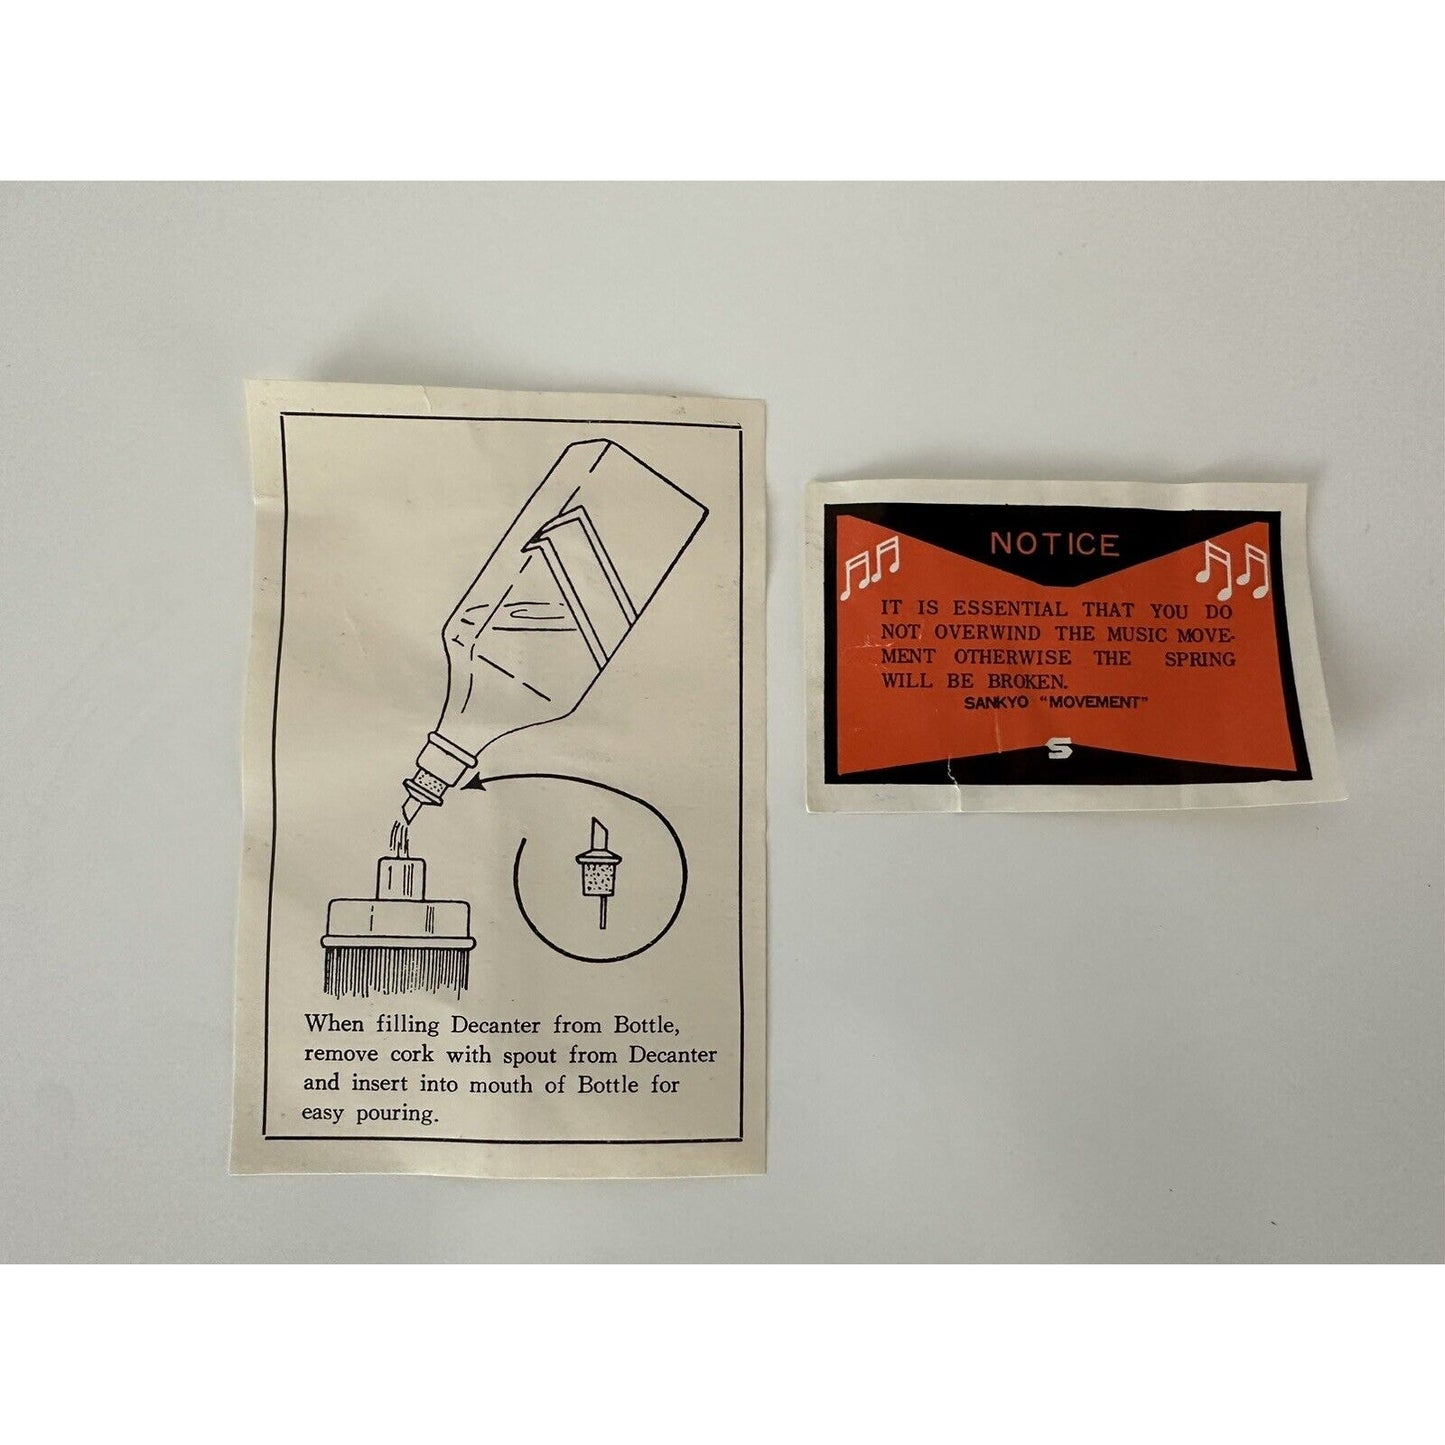 When filling Decanter from Bottle,
remove cork with spout from Decanter
and insert into mouth of Bottle for
easy pouring.
NOTICE
IT IS ESSENTIAL THAT YOU DO
NOT OVERWIND THE MUSIC MOVE-
MENT OTHERWISE THE SPRING
WILL BE BROKEN.
SANKYO "MOVEMENT"
S